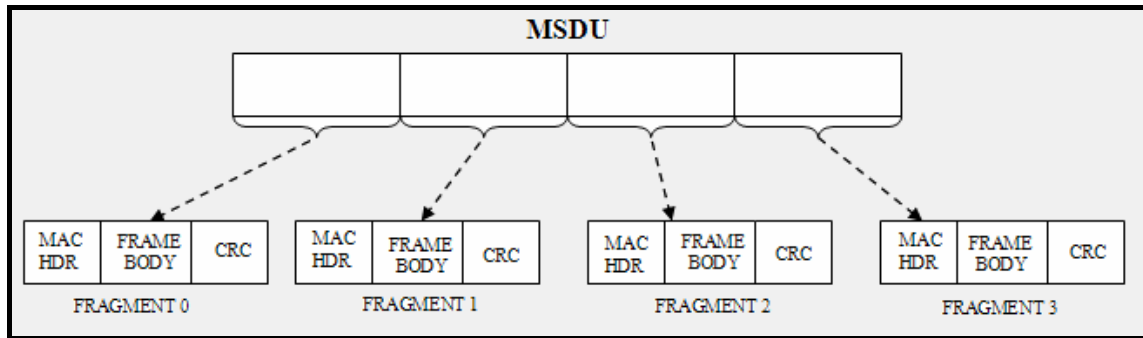 MSDU
MAC HDR
FRAME BODY
CRC
MAC HDR
FRAME BODY
CRC
MAC HDR
FRAME BODY
CRC
MAC HDR
FRAME BODY
CRC
FRAGMENT 0
FRAGMENT 1
FRAGMENT 2
FRAGMENT 3